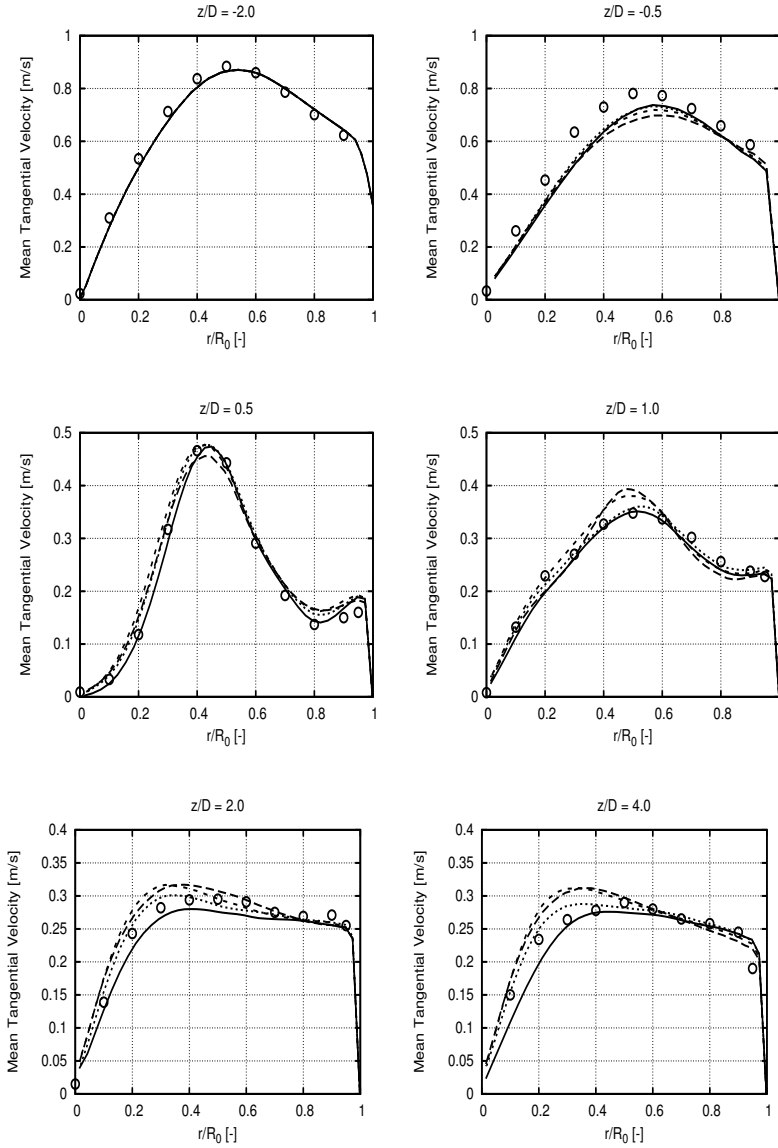 z/D = -2.0
Mean Tangential Velocity [m/s]
1
0.8
0.6
0.4
0.2
0
0 0.2 0.4 0.6 0.8 1
r/R0 [-]
z/D = -0.5
Mean Tangential Velocity [m/s]
1
0.8
0.6
0.4
0.2
0
0 0.2 0.4 0.6 0.8
r/R0 [-]
z/D = 0.5
Mean Tangential Velocity [m/s]
0.5
0.4
0.3
0.2
0.1
0
0 0.2 0.4 0.6 0.8 1
r/R0 [-]
z/D = 1.0
Mean Tangential Velocity [m/s]
0.5
0.4
0.3
0.2
0.1
0
0 0.2 0.4 0.6 0.8
r/R0 [-]
z/D = 2.0
Mean Tangential Velocity [m/s]
0.4
0.35
0.3
0.25
0.2
0.15
0.1
0.05
0
0 0.2 0.4 0.6 0.8 1
r/R0 [-]
z/D = 4.0
Mean Tangential Velocity [m/s]
0.4
0.35
0.3
0.25
0.2
0.15
0.1
0.05
0
0 0.2 0.4 0.6 0.8 1
r/R0 [-]